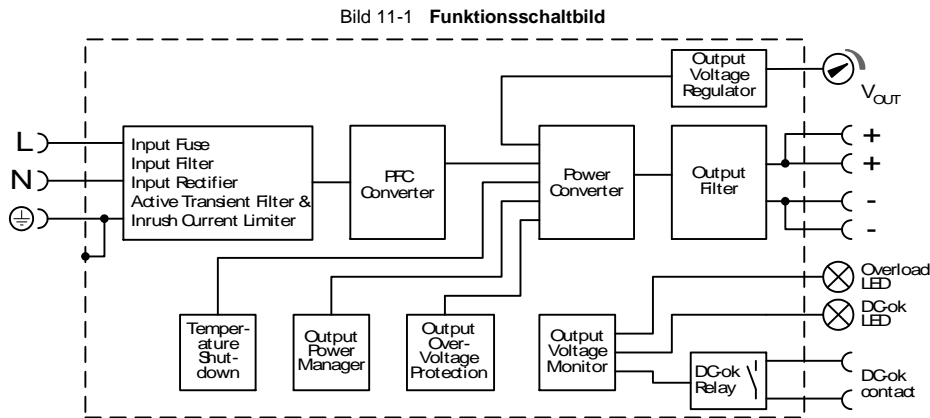 Bild 11-1 Funktionsschaltbild
Output
Voltage
Regulator
VOUT
L
N
Input Fuse
Input Filter
Input Rectifier
Active Transient Filter &
Inrush Current Limiter
PFC
Converter
Power
Converter
Output
Filter
+
+
-
-
Overload
LED
DC-ok
LED
Temper-
ature
Shut-
down
Output
Power
Manager
Output
Over-
Voltage
Protection
Output
Voltage
Monitor
DC-ok
Relay
DC-ok
contact